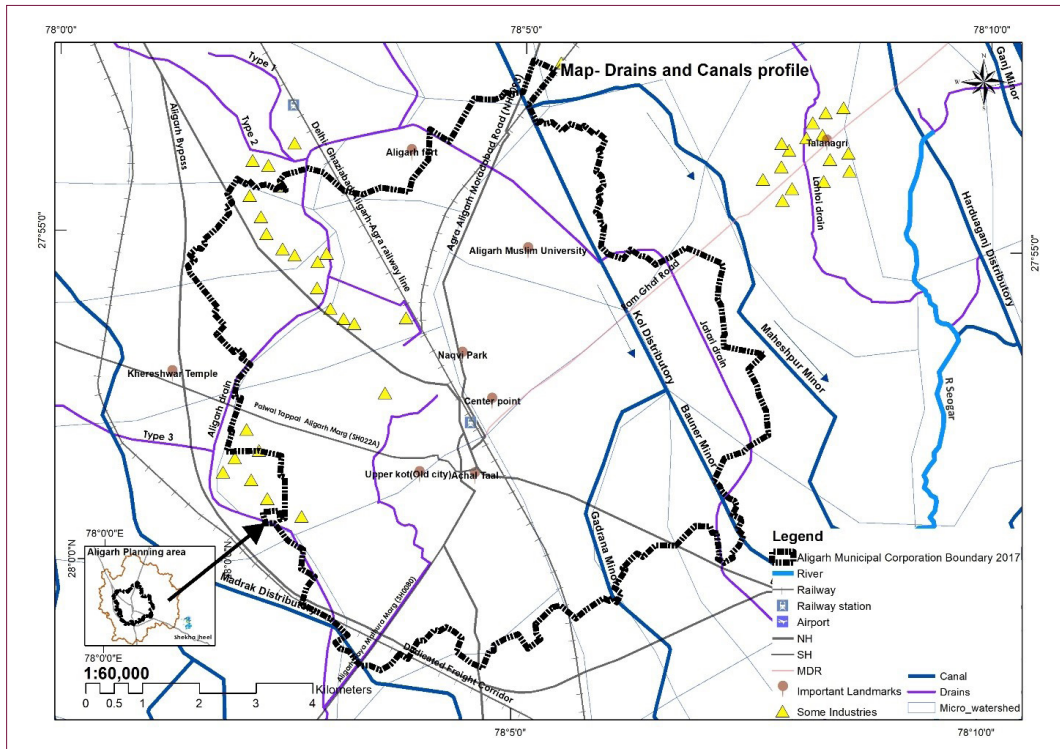 78°0'0"
78°5'0"
78°10'0"
Map- Drains and Canals profile
N
Ganj Minor
Type 1
Type 2
Aligarh Bypass
Delhi- Ghaziabad-Aligarh-Agra railway line
Aligarh fort
Agra Aligarh Moradabad Road
Talanagri
Harduaganj Distributory
27°55'0"
27°55'0"
Aligarh Muslim University
Ram Ghat Road
Kol Distributory
Jafari drain
Maheshpur Minor
R Seogar
Naqvi Park
Khereshwar Temple
Center point
Aligarh drain
Palwal Tappal Aligarh Marg (SH022A)
Type 3
Bauner Minor
Upper kot(Old city)
Achal Taal
Gadrana Minor
78°0'0"E
Aligarh Planning area
Shekha jheel
78°0'0"E
28°0'0"N
28°0'0"N
Madrak Distributory
Dedicated Freight Corridor
1:60,000
Kilometers
0 0.5 1 2 3 4
Legend
Aligarh Municipal Corporation Boundary 2017
River
Railway
Railway station
Airport
NH
SH
MDR
Important Landmarks
Some Industries
Canal
Drains
Micro_watershed
78°5'0"
78°10'0"